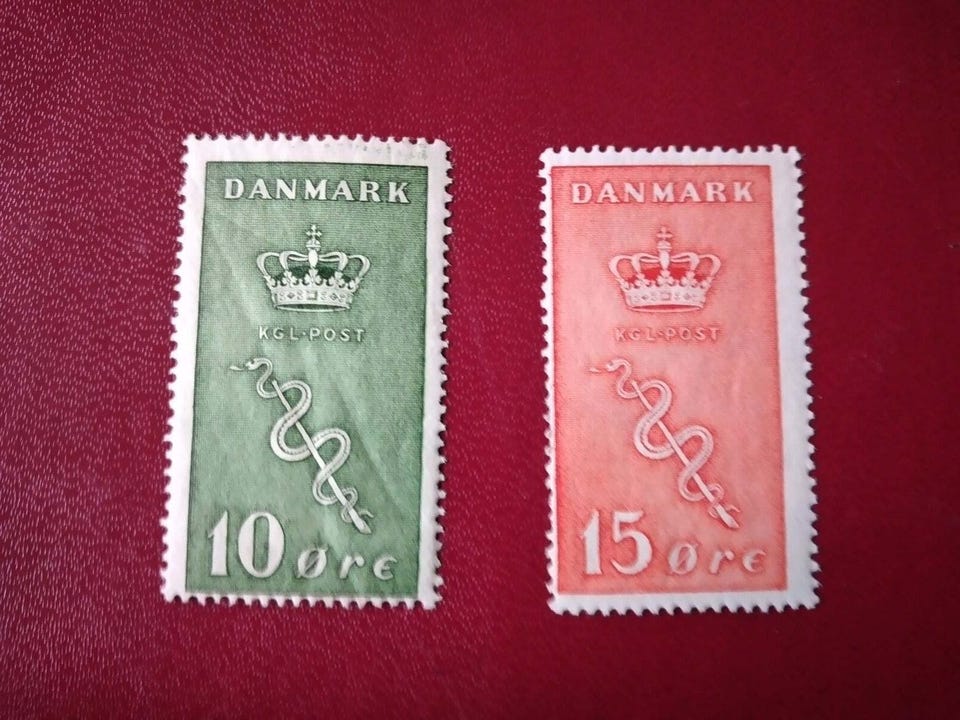 DANMARK
KGL·POST
10 øre
DANMARK
KGL·POST
15 øre